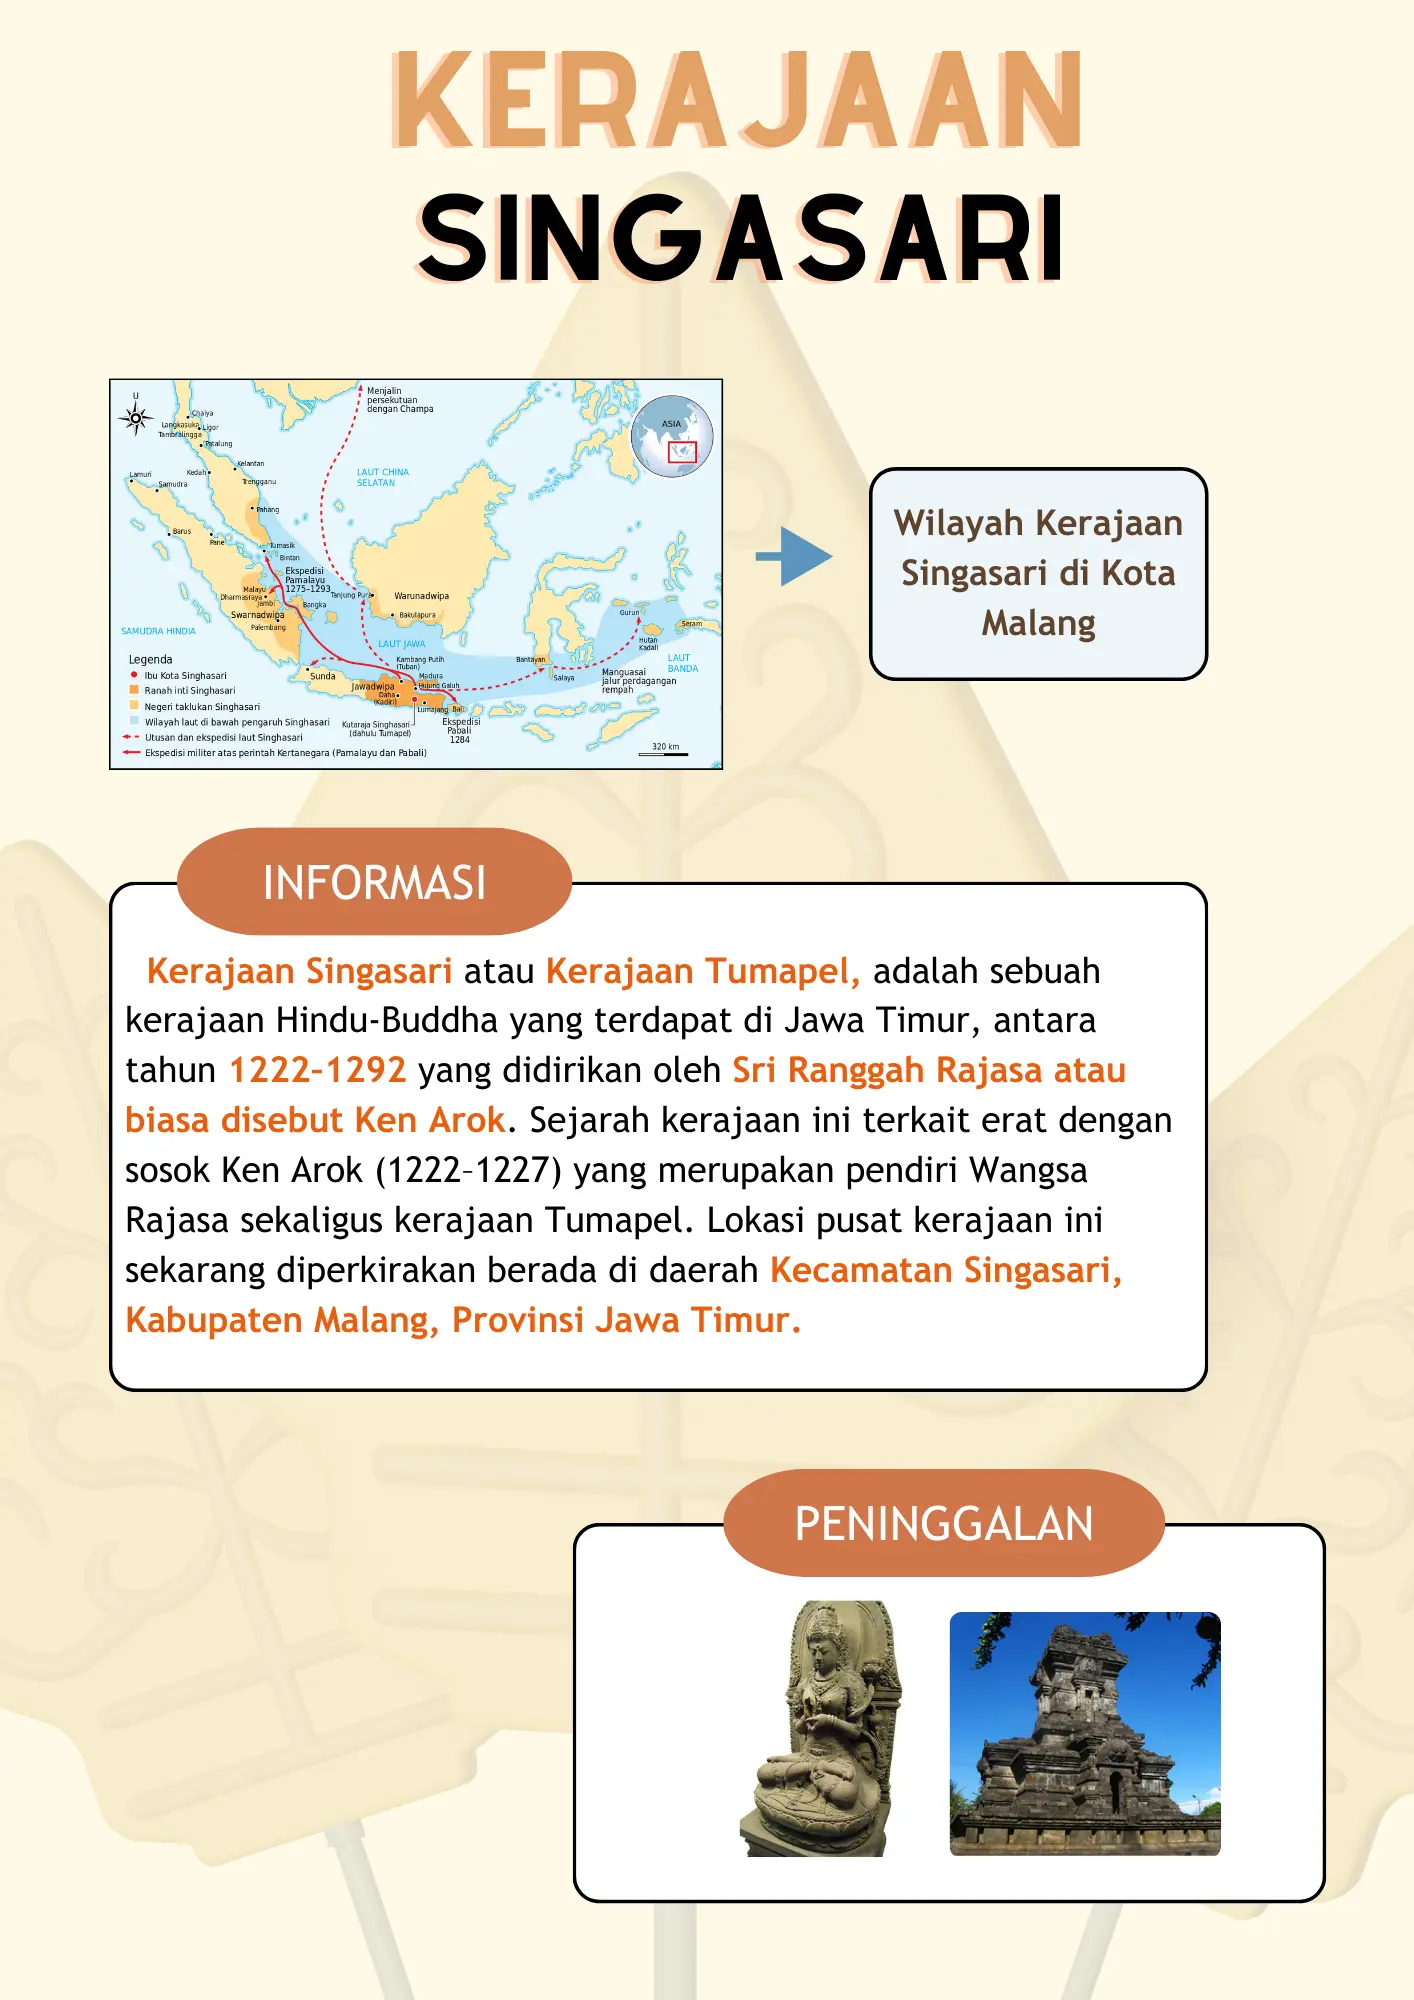 KERAJAAN
SINGASARI
U
Menjalin
persekutuan
dengan Champa
ASIA
Chaiya
Langkasuka
Ligor
Tambralingga
Patalung
Kelantan
Kedah
Trengganu
Lamuri
Samudra
LAUT CHINA
SELATAN
Pahang
Barus
Pane
Tumasik
Bintan
Ekspedisi
Pamalayu
1275–1293
Tanjung Pura
Warunadwipa
Malayu
Dharmasraya
Jambi
Bangka
Bakulapura
Gurun
Swarnadwipa
Palembang
Seram
SAMUDRA HINDIA
LAUT JAWA
Hutan
Kadali
Legenda
Kambang Putih
(Tuban)
Bantayan
LAUT
BANDA
Ibu Kota Singhasari
Sunda
Madura
Salaya
Manguasai
jalur perdagangan
rempah
Ranah inti Singhasari
Jawadwipa
Hujung Galuh
Daha
(Kadiri)
Negeri taklukan Singhasari
Lumajang
Bali
Wilayah laut di bawah pengaruh Singhasari
Kutaraja Singhasari
(dahulu Tumapel)
Ekspedisi
Pabali
1284
Utusan dan ekspedisi laut Singhasari
Ekspedisi militer atas perintah Kertanegara (Pamalayu dan Pabali)
320 km
Wilayah Kerajaan
Singasari di Kota
Malang
INFORMASI
Kerajaan Singasari atau Kerajaan Tumapel, adalah sebuah
kerajaan Hindu-Buddha yang terdapat di Jawa Timur, antara
tahun 1222–1292 yang didirikan oleh Sri Ranggah Rajasa atau
biasa disebut Ken Arok. Sejarah kerajaan ini terkait erat dengan
sosok Ken Arok (1222–1227) yang merupakan pendiri Wangsa
Rajasa sekaligus kerajaan Tumapel. Lokasi pusat kerajaan ini
sekarang diperkirakan berada di daerah Kecamatan Singasari,
Kabupaten Malang, Provinsi Jawa Timur.
PENINGGALAN